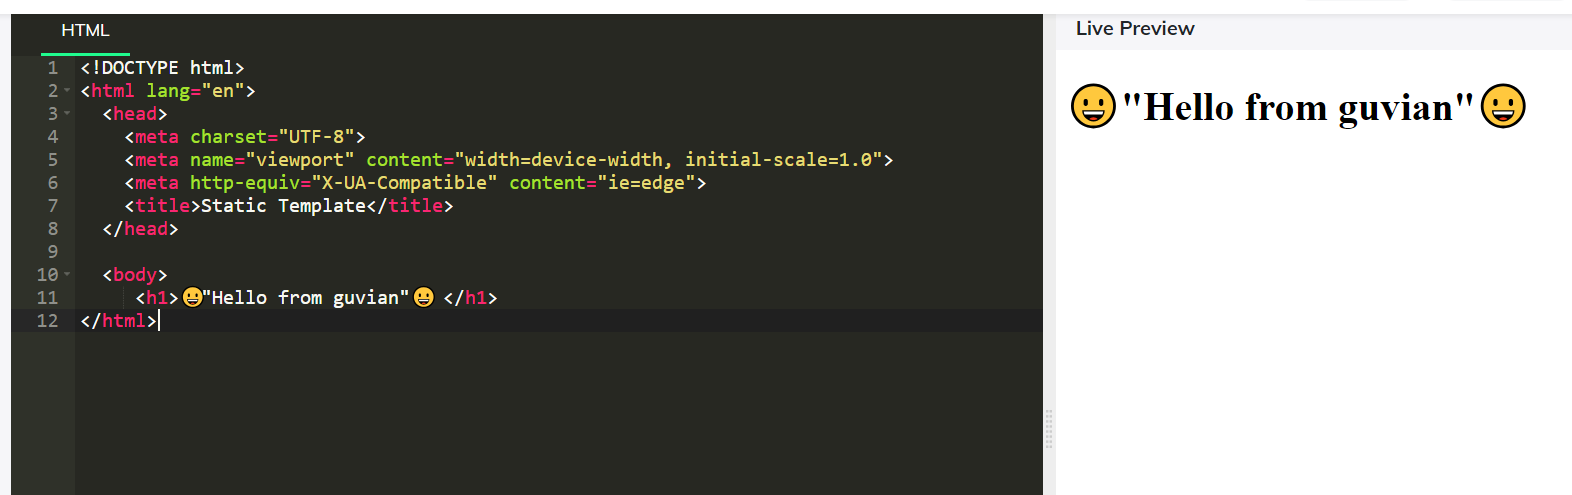 HTML
Live Preview
1 <!DOCTYPE html>
2 <html lang="en">
3 <head>
4 <meta charset="UTF-8">
5 <meta name="viewport" content="width=device-width, initial-scale=1.0">
6 <meta http-equiv="X-UA-Compatible" content="ie=edge">
7 <title>Static Template</title>
8 </head>
9
10 <body>
11 <h1>😀"Hello from guvian"😀 </h1>
12 </html>
😀"Hello from guvian"😀